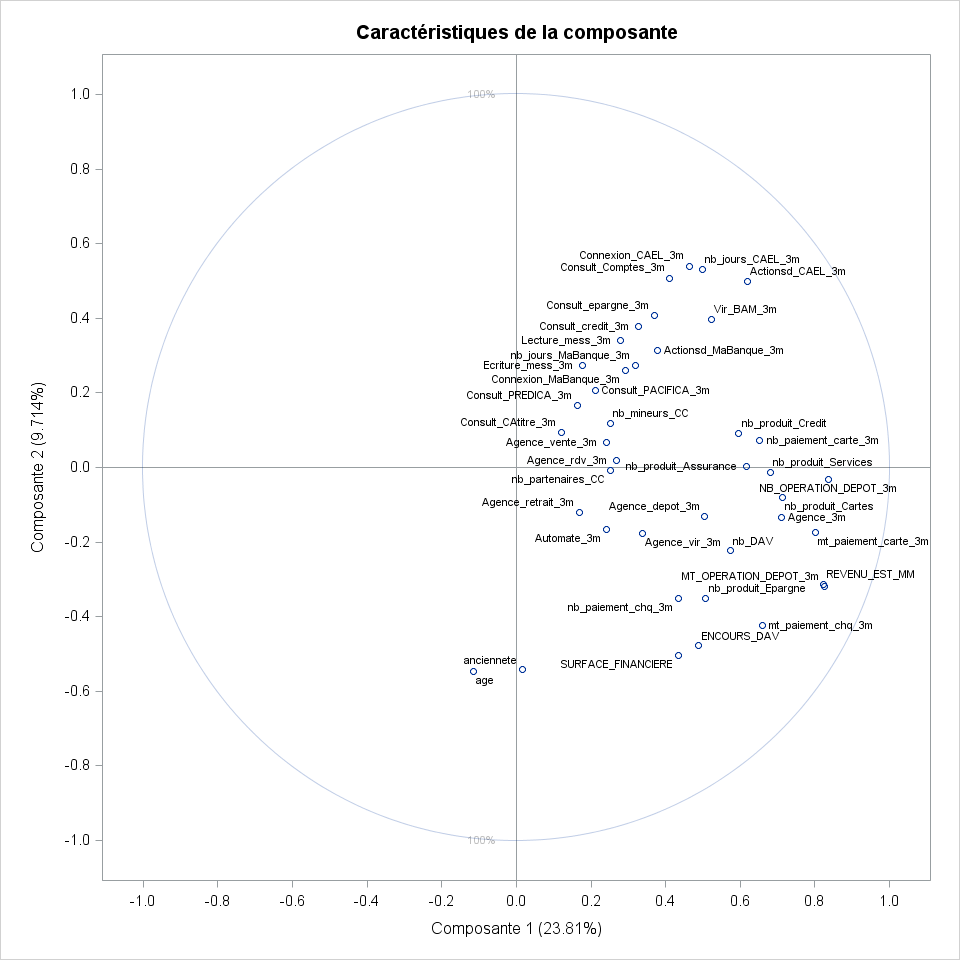 Caractéristiques de la composante
1.0
0.8
0.6
0.4
0.2
0.0
-0.2
-0.4
-0.6
-0.8
-1.0
Composante 2 (9.714%)
100%
Connexion_CAEL_3m
nb_jours_CAEL_3m
Consult_Comptes_3m
Actionsd_CAEL_3m
Consult_epargne_3m
Vir_BAM_3m
Consult_credit_3m
Lecture_mess_3m
Actionsd_MaBanque_3m
nb_jours_MaBanque_3m
Ecriture_mess_3m
Connexion_MaBanque_3m
Consult_PACIFICA_3m
Consult_PREDICA_3m
nb_mineurs_CC
Consult_CAtitre_3m
nb_produit_Credit
Agence_vente_3m
nb_paiement_carte_3m
Agence_rdv_3m
nb_produit_Assurance
nb_produit_Services
nb_partenaires_CC
NB_OPERATION_DEPOT_3m
Agence_retrait_3m
Agence_depot_3m
nb_produit_Cartes
Agence_3m
Automate_3m
Agence_vir_3m
nb_DAV
mt_paiement_carte_3m
MT_OPERATION_DEPOT_3m
REVENU_EST_MM
nb_produit_Epargne
nb_paiement_chq_3m
mt_paiement_chq_3m
ENCOURS_DAV
anciennete
SURFACE_FINANCIERE
age
100%
-1.0
-0.8
-0.6
-0.4
-0.2
0.0
0.2
0.4
0.6
0.8
1.0
Composante 1 (23.81%)